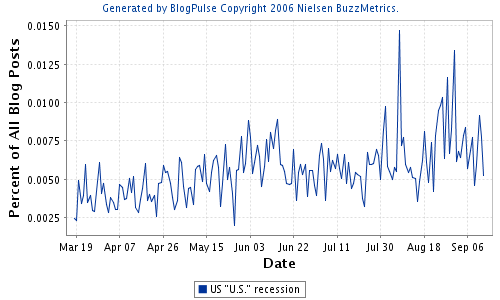 Generated by BlogPulse Copyright 2006 Nielsen BuzzMetrics.
Percent of All Blog Posts
0.0150
0.0125
0.0100
0.0075
0.0050
0.0025
Mar 19 Apr 07 Apr 26 May 15 Jun 03 Jun 22 Jul 11 Jul 30 Aug 18 Sep 06
Date
US "U.S." recession